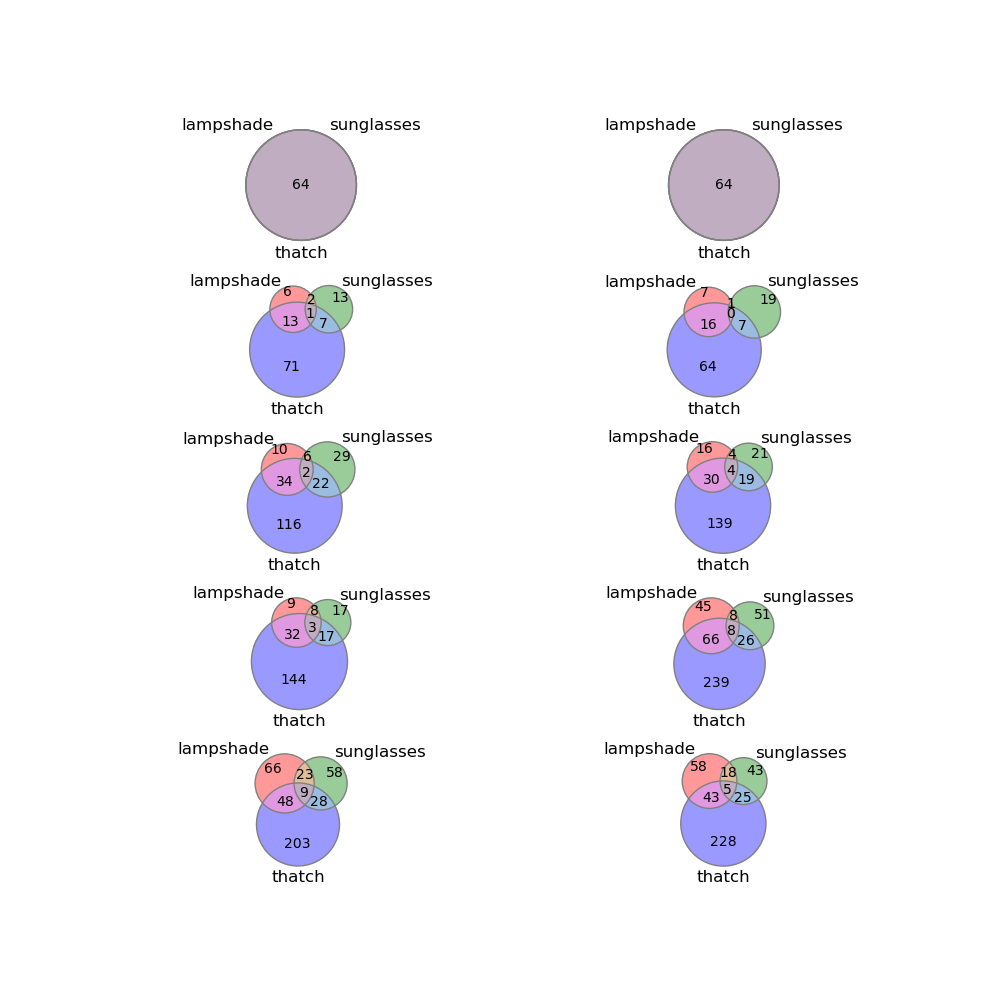 lampshade sunglasses lampshade sunglasses
64 64
thatch thatch
lampshade sunglasses lampshade sunglasses
6 2 13 7 1 19
13 1 7 16 0 7
71 64
thatch thatch
lampshade sunglasses lampshade sunglasses
10 6 29 16 4 21
34 2 22 30 4 19
116 139
thatch thatch
lampshade sunglasses lampshade sunglasses
9 8 17 45 8 51
32 3 17 66 8 26
144 239
thatch thatch
lampshade sunglasses lampshade sunglasses
66 23 58 58 18 43
48 9 28 43 5 25
203 228
thatch thatch